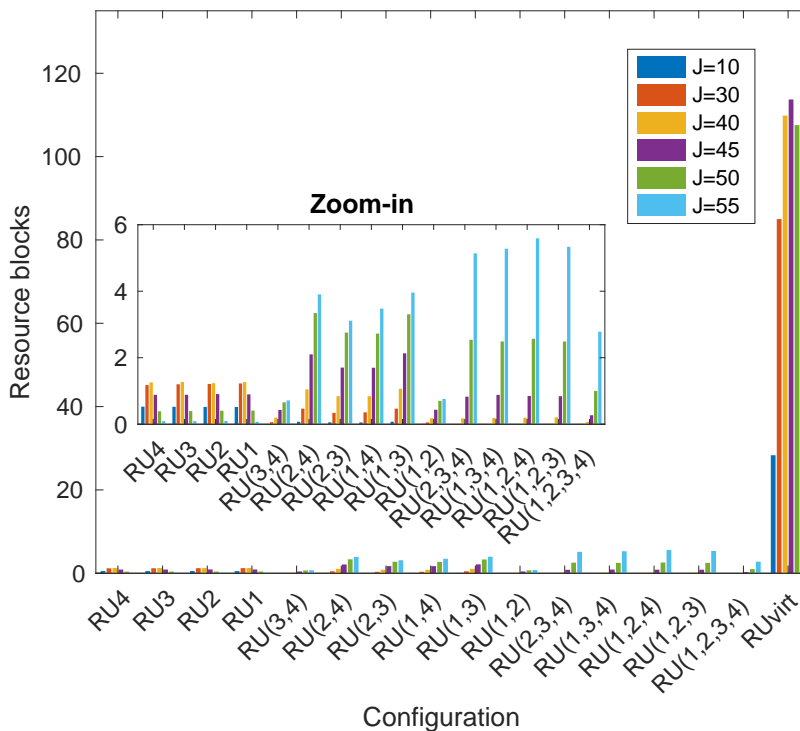 120
100
80
60
40
20
0
Resource blocks
J=10
J=30
J=40
J=45
J=50
J=55
Zoom-in
6
4
2
0
RU4
RU3
RU2
RU1
RU(3,4)
RU(2,4)
RU(2,3)
RU(1,4)
RU(1,3)
RU(1,2)
RU(2,3,4)
RU(1,3,4)
RU(1,2,4)
RU(1,2,3)
RU(1,2,3,4)
RU4
RU3
RU2
RU1
RU(3,4)
RU(2,4)
RU(2,3)
RU(1,4)
RU(1,3)
RU(1,2)
RU(2,3,4)
RU(1,3,4)
RU(1,2,4)
RU(1,2,3)
RU(1,2,3,4)
RUvirt
Configuration